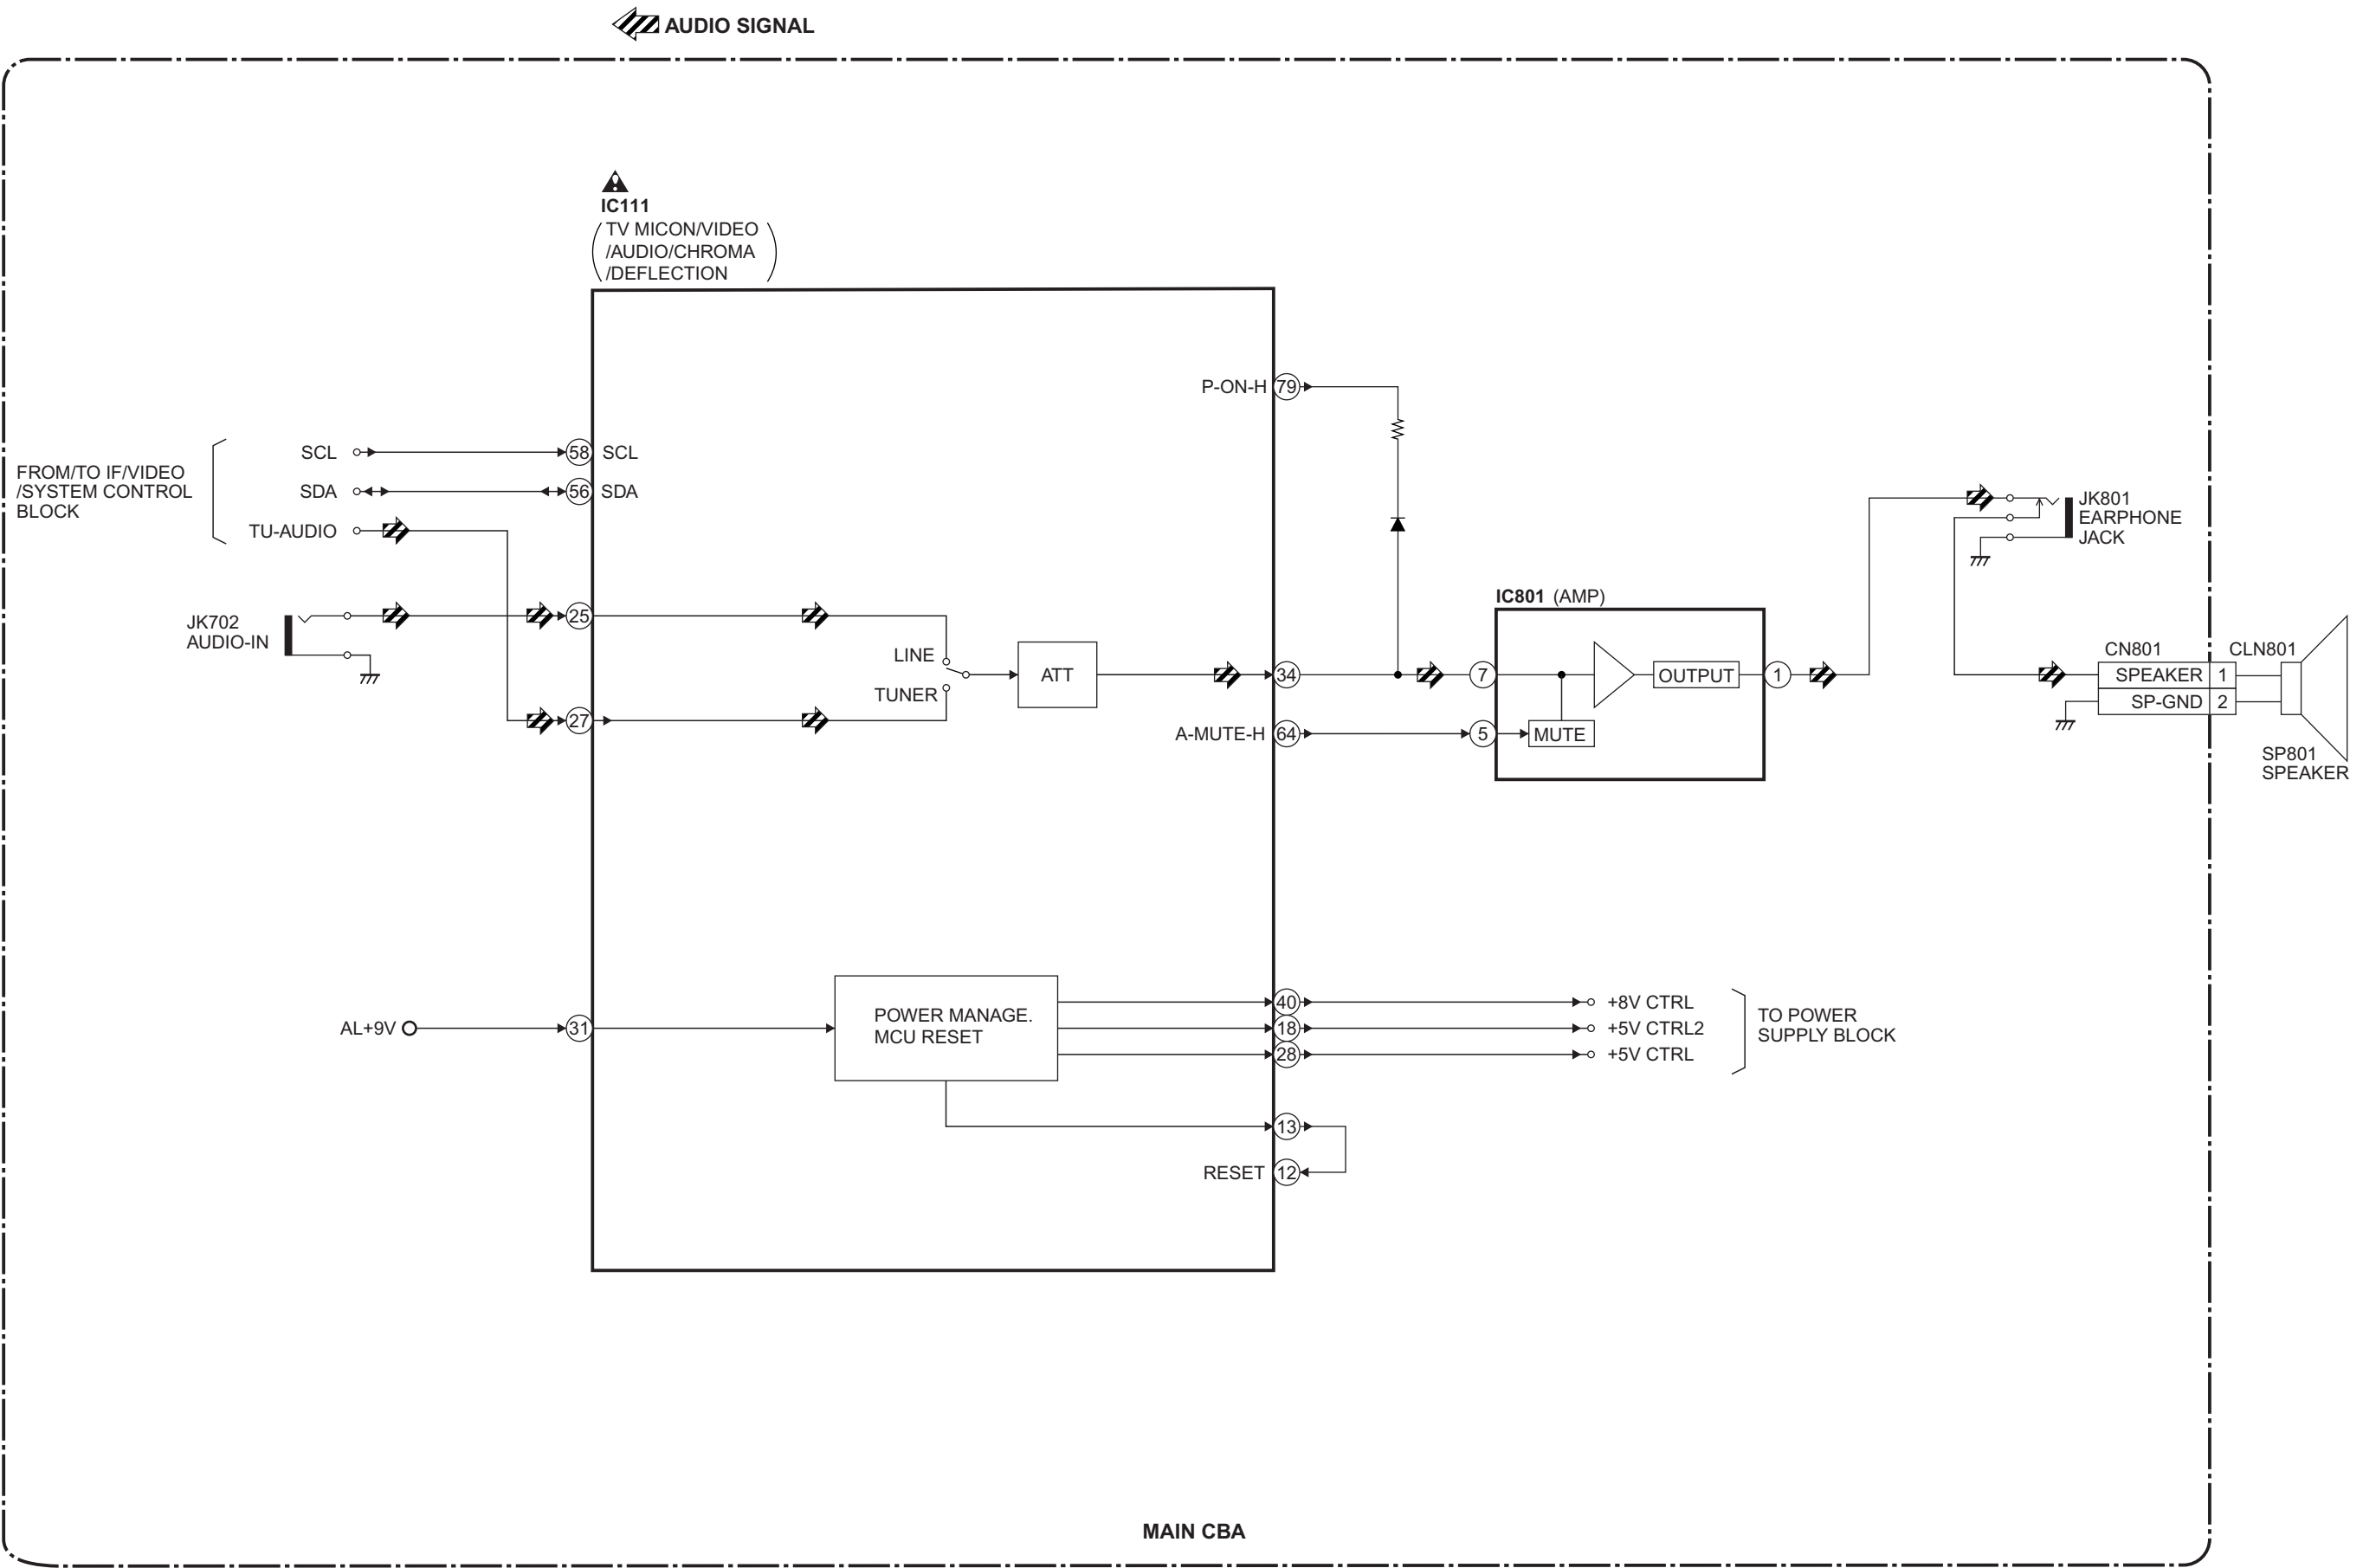 AUDIO SIGNAL
IC111
TV MICON/VIDEO
/AUDIO/CHROMA
/DEFLECTION
P-ON-H 79
FROM/TO IF/VIDEO
/SYSTEM CONTROL
BLOCK
SCL 58 SCL
SDA 56 SDA
TU-AUDIO
JK702
AUDIO-IN
25
27
LINE
TUNER
ATT
34
A-MUTE-H 64
IC801 (AMP)
7
5
MUTE
OUTPUT
1
JK801
EARPHONE
JACK
CN801
CLN801
SPEAKER 1
SP-GND 2
SP801
SPEAKER
AL+9V 31
POWER MANAGE.
MCU RESET
40 +8V CTRL
18 +5V CTRL2
28 +5V CTRL
TO POWER
SUPPLY BLOCK
13
RESET 12
MAIN CBA